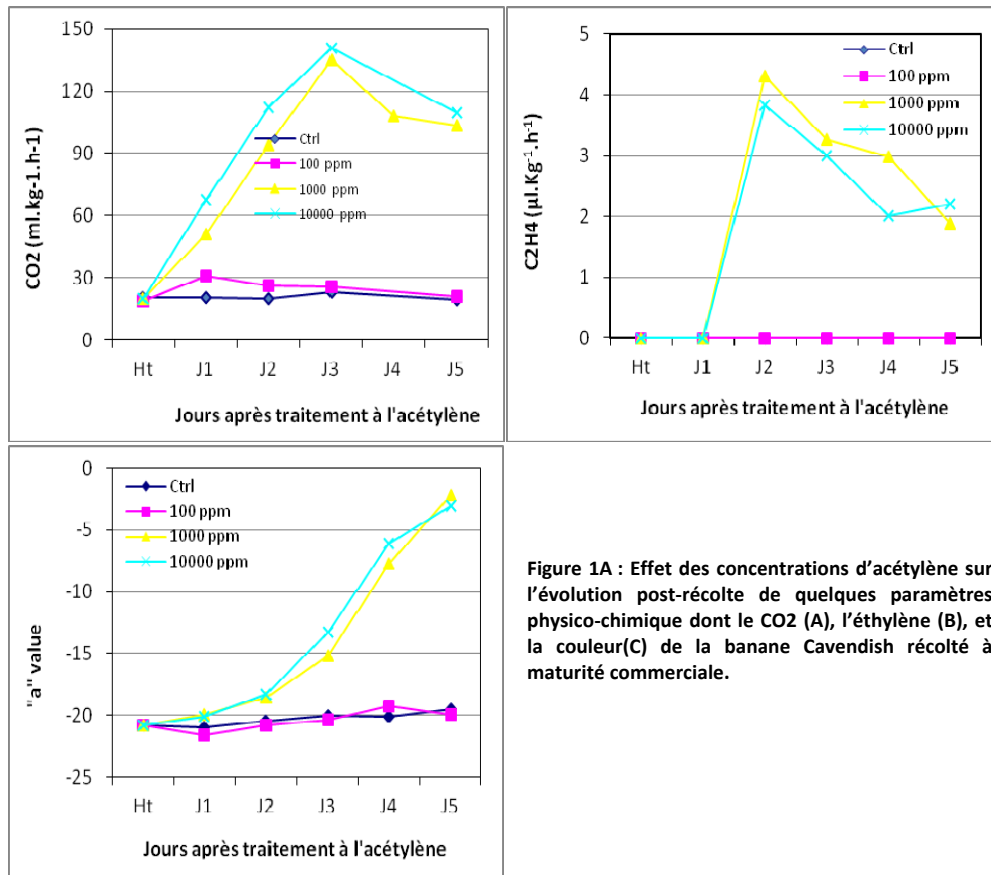 150
120
90
60
30
0
CO2 (ml.kg-1.h-1)
Ctrl
100 ppm
1000 ppm
10000 ppm
Ht J1 J2 J3 J4 J5
Jours après traitement à l'acétylène
5
4
3
2
1
0
C2H4 (µl.Kg⁻¹.h⁻¹)
Ctrl
100 ppm
1000 ppm
10000 ppm
Ht J1 J2 J3 J4 J5
Jours après traitement à l'acétylène
0
-5
-10
-15
-20
-25
"a" value
Ctrl
100 ppm
1000 ppm
10000 ppm
Ht J1 J2 J3 J4 J5
Jours après traitement à l'acétylène
Figure 1A : Effet des concentrations d’acétylène sur
l’évolution post-récolte de quelques paramètres
physico-chimique dont le CO2 (A), l’éthylène (B), et
la couleur(C) de la banane Cavendish récolté à
maturité commerciale.